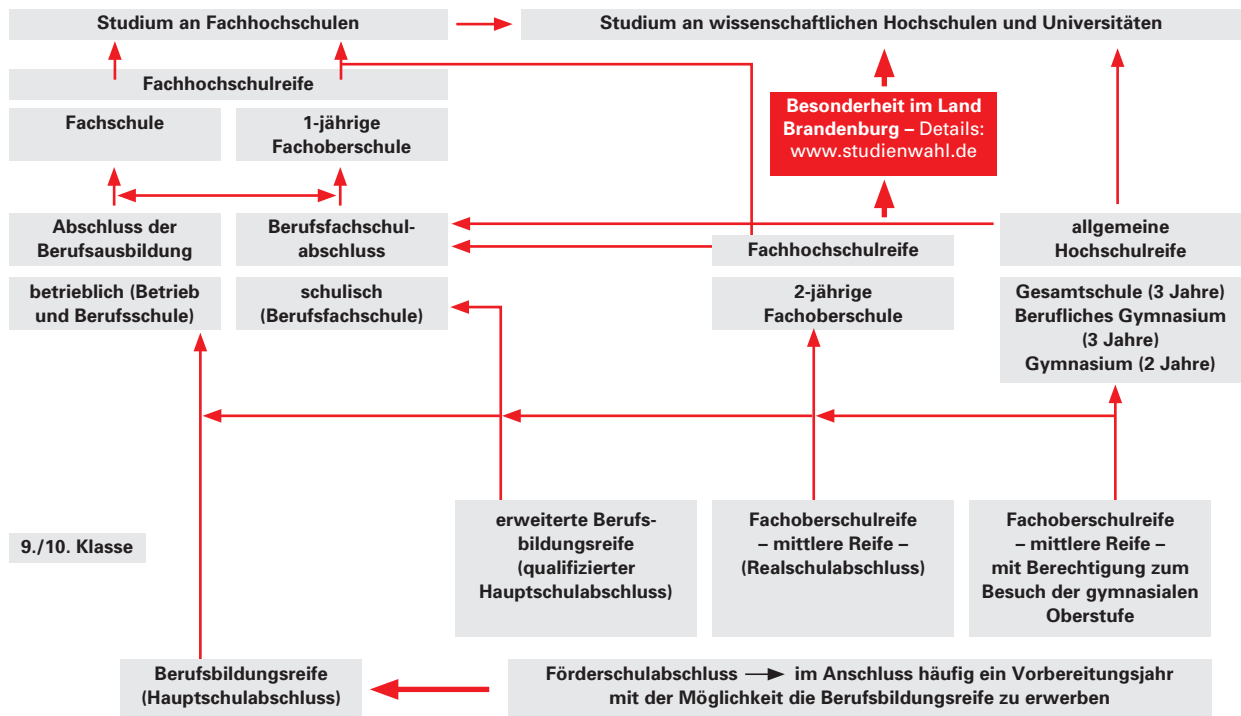 Studium an Fachhochschulen
Studium an wissenschaftlichen Hochschulen und Universitäten
Fachhochschulreife
Fachschule
1-jährige
Fachoberschule
Besonderheit im Land
Brandenburg – Details:
www.studienwahl.de
Abschluss der
Berufsausbildung
Berufsfachschul-
abschluss
Fachhochschulreife
allgemeine
Hochschulreife
betrieblich (Betrieb
und Berufsschule)
schulisch
(Berufsfachschule)
2-jährige
Fachoberschule
Gesamtschule (3 Jahre)
Berufliches Gymnasium
(3 Jahre)
Gymnasium (2 Jahre)
9./10. Klasse
erweiterte Berufs-
bildungsreife
(qualifizierter
Hauptschulabschluss)
Fachoberschulreife
– mittlere Reife –
(Realschulabschluss)
Fachoberschulreife
– mittlere Reife –
mit Berechtigung zum
Besuch der gymnasialen
Oberstufe
Berufsbildungsreife
(Hauptschulabschluss)
Förderschulabschluss → im Anschluss häufig ein Vorbereitungsjahr
mit der Möglichkeit die Berufsbildungsreife zu erwerben